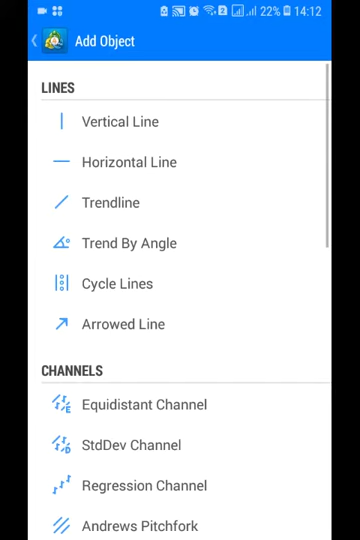 22% 14:12
Add Object
LINES
Vertical Line
Horizontal Line
Trendline
Trend By Angle
Cycle Lines
Arrowed Line
CHANNELS
Equidistant Channel
StdDev Channel
Regression Channel
Andrews Pitchfork